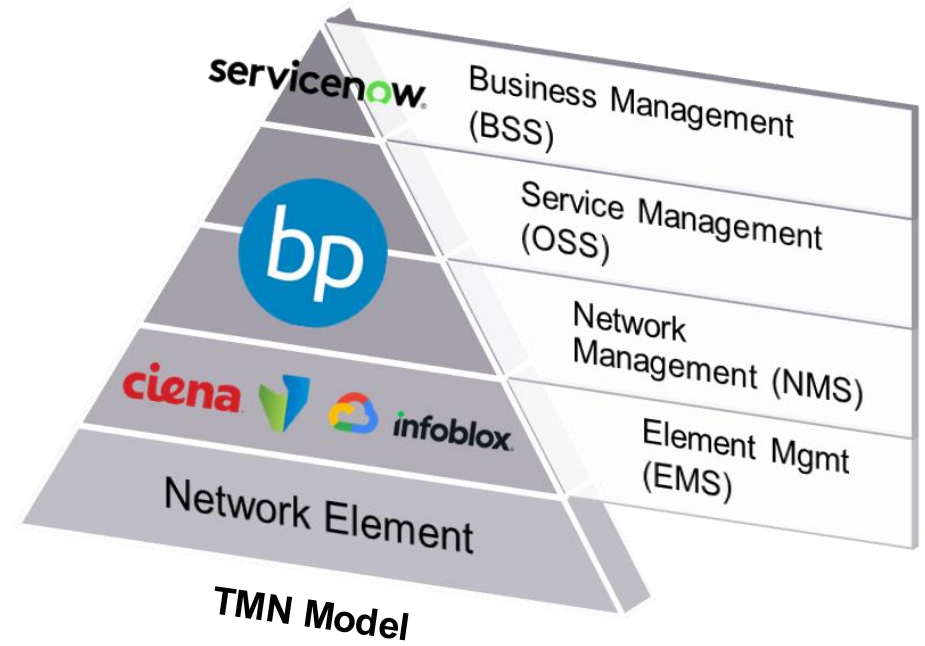 servicenow
Business Management
(BSS)
bp
Service Management
(OSS)
Network
Management (NMS)
ciena
infoblox
Element Mgmt
(EMS)
Network Element
TMN Model